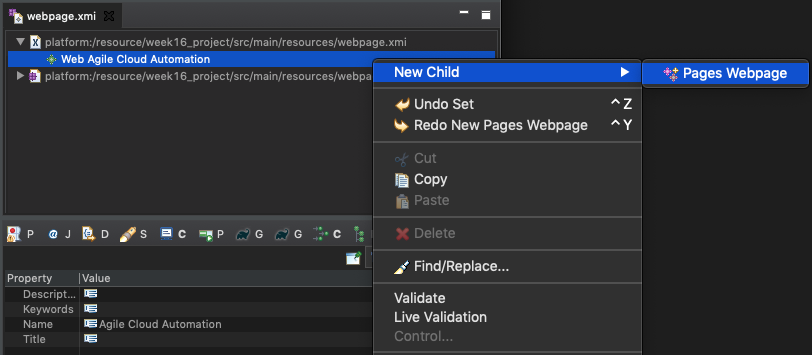 webpage.xmi
platform:/resource/week16_project/src/main/resources/webpage.xmi
Web Agile Cloud Automation
platform:/resource/week16_project/src/main/resources/webpa
New Child
Pages Webpage
Undo Set ^Z
Redo New Pages Webpage ^Y
Cut
Copy
Paste
Delete
Find/Replace...
Validate
Live Validation
Control...
P J D S C P G G C
Property Value
Descript...
Keywords
Name Agile Cloud Automation
Title